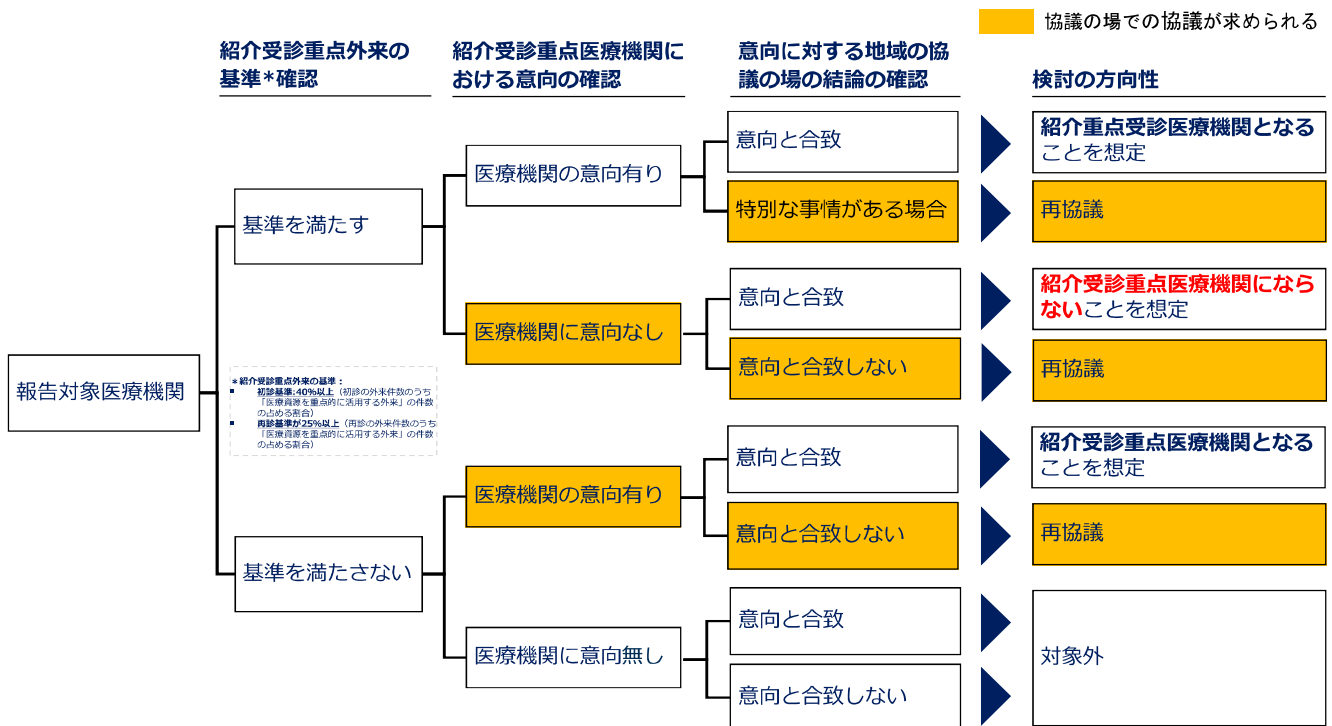 協議の場での協議が求められる
紹介受診重点外来の
基準*確認
紹介受診重点医療機関に
おける意向の確認
意向に対する地域の協
議の場の結論の確認
検討の方向性
報告対象医療機関
基準を満たす
医療機関の意向有り
意向と合致
紹介重点受診医療機関となる
ことを想定
特別な事情がある場合
再協議
医療機関に意向なし
意向と合致
紹介受診重点医療機関になら
ないことを想定
意向と合致しない
再協議
*紹介受診重点外来の基準:
▪ 初診基準:40%以上(初診の外来件数のうち
「医療資源を重点的に活用する外来」の件数
の占める割合)
▪ 再診基準が25%以上(再診の外来件数のうち
「医療資源を重点的に活用する外来」の件数
の占める割合)
基準を満たさない
医療機関の意向有り
意向と合致
紹介受診重点医療機関となる
ことを想定
意向と合致しない
再協議
医療機関に意向無し
意向と合致
意向と合致しない
対象外